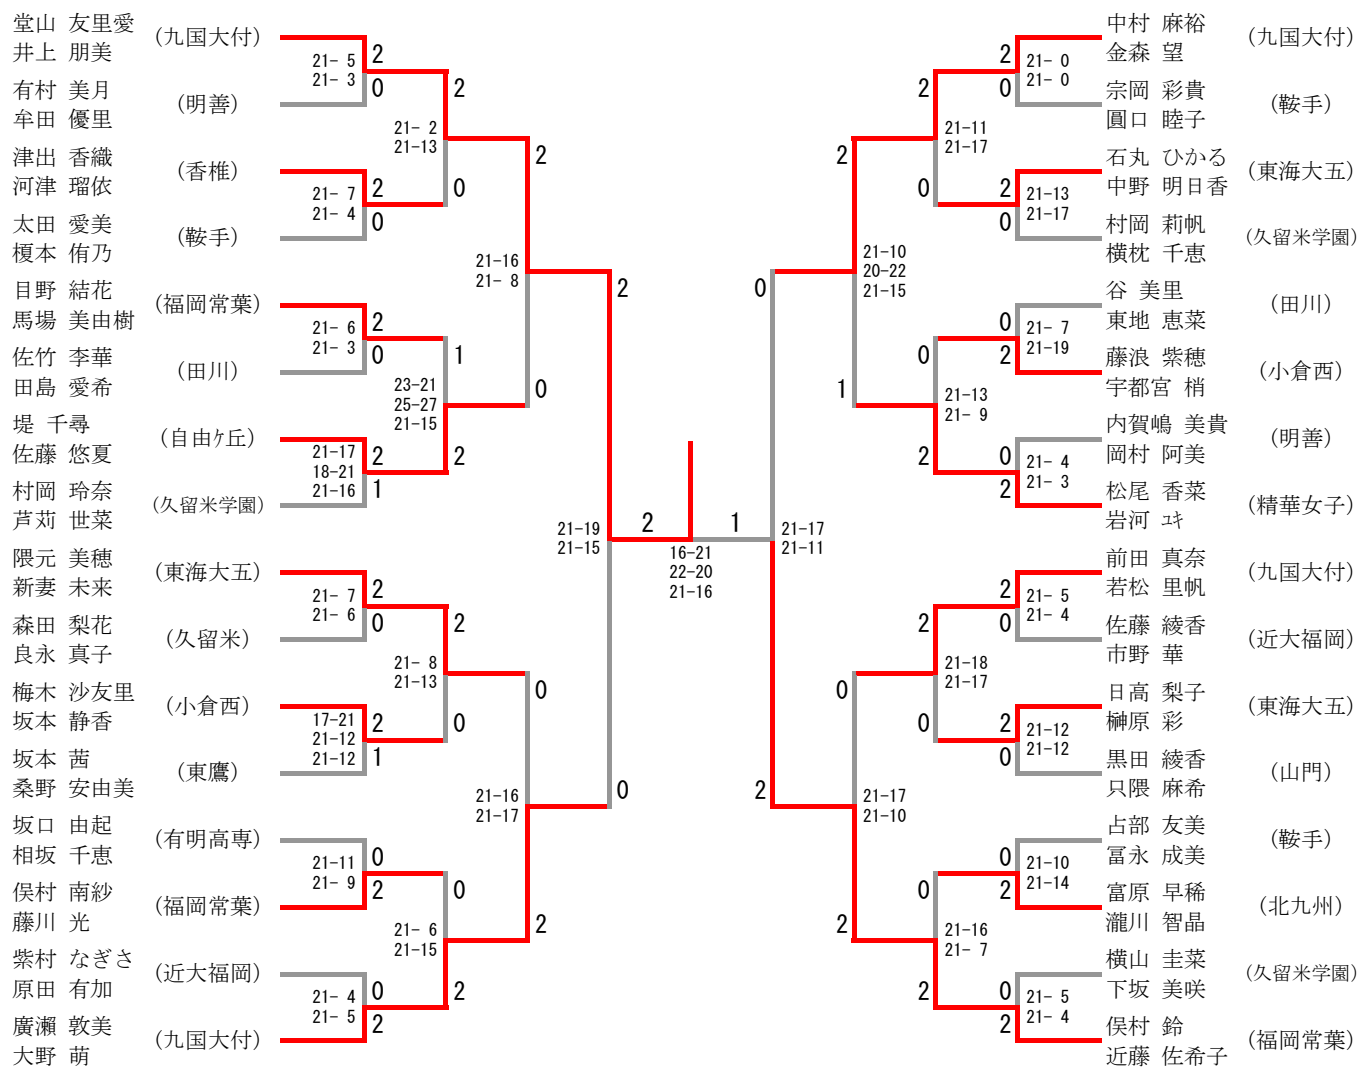 堂山 友里愛
井上 朋美
(九国大付)
有村 美月
牟田 優里
(明善)
21- 5
21- 3
2
0
津出 香織
河津 瑠依
(香椎)
太田 愛美
榎本 侑乃
(鞍手)
21- 7
21- 4
2
0
21- 2
21-13
2
0
目野 結花
馬場 美由樹
(福岡常葉)
佐竹 李華
田島 愛希
(田川)
21- 6
21- 3
2
0
堤 千尋
佐藤 悠夏
(自由ケ丘)
村岡 玲奈
芦苅 世菜
(久留米学園)
21-17
18-21
21-16
2
1
23-21
25-27
21-15
1
2
21-16
21- 8
2
0
隈元 美穂
新妻 未来
(東海大五)
森田 梨花
良永 真子
(久留米)
21- 7
21- 6
2
0
梅木 沙友里
坂本 静香
(小倉西)
坂本 茜
桑野 安由美
(東鷹)
17-21
21-12
21-12
2
1
21- 8
21-13
2
0
坂口 由起
相坂 千恵
(有明高専)
俣村 南紗
藤川 光
(福岡常葉)
21-11
21- 9
0
2
紫村 なぎさ
原田 有加
(近大福岡)
廣瀬 敦美
大野 萌
(九国大付)
21- 4
21- 5
0
2
21- 6
21-15
0
2
21-16
21-17
0
2
21-19
21-15
2
0
2
1
16-21
22-20
21-16
中村 麻裕
金森 望
(九国大付)
宗岡 彩貴
圓口 睦子
(鞍手)
2
0
21- 0
21- 0
石丸 ひかる
中野 明日香
(東海大五)
村岡 莉帆
横枕 千恵
(久留米学園)
2
0
21-13
21-17
2
0
21-11
21-17
谷 美里
東地 恵菜
(田川)
藤浪 紫穂
宇都宮 梢
(小倉西)
0
2
21- 7
21-19
内賀嶋 美貴
岡村 阿美
(明善)
松尾 香菜
岩河 ユキ
(精華女子)
0
2
21- 4
21- 3
0
2
21-13
21- 9
2
1
21-10
20-22
21-15
前田 真奈
若松 里帆
(九国大付)
佐藤 綾香
市野 華
(近大福岡)
2
0
21- 5
21- 4
日高 梨子
榊原 彩
(東海大五)
黒田 綾香
只隈 麻希
(山門)
2
0
21-12
21-12
2
0
21-18
21-17
占部 友美
冨永 成美
(鞍手)
富原 早稀
瀧川 智晶
(北九州)
0
2
21-10
21-14
横山 圭菜
下坂 美咲
(久留米学園)
俣村 鈴
近藤 佐希子
(福岡常葉)
0
2
21- 5
21- 4
0
2
21-16
21- 7
0
2
21-17
21-10
0
2
21-17
21-11